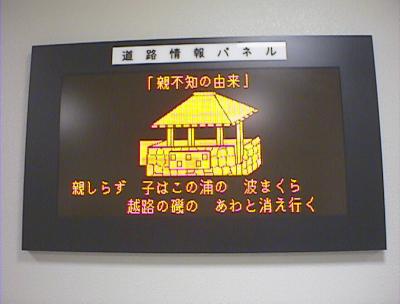 道路情報パネル
「親不知の由来」
親しらず 子はこの浦の 波まくら
越路の磯の あわと消え行く